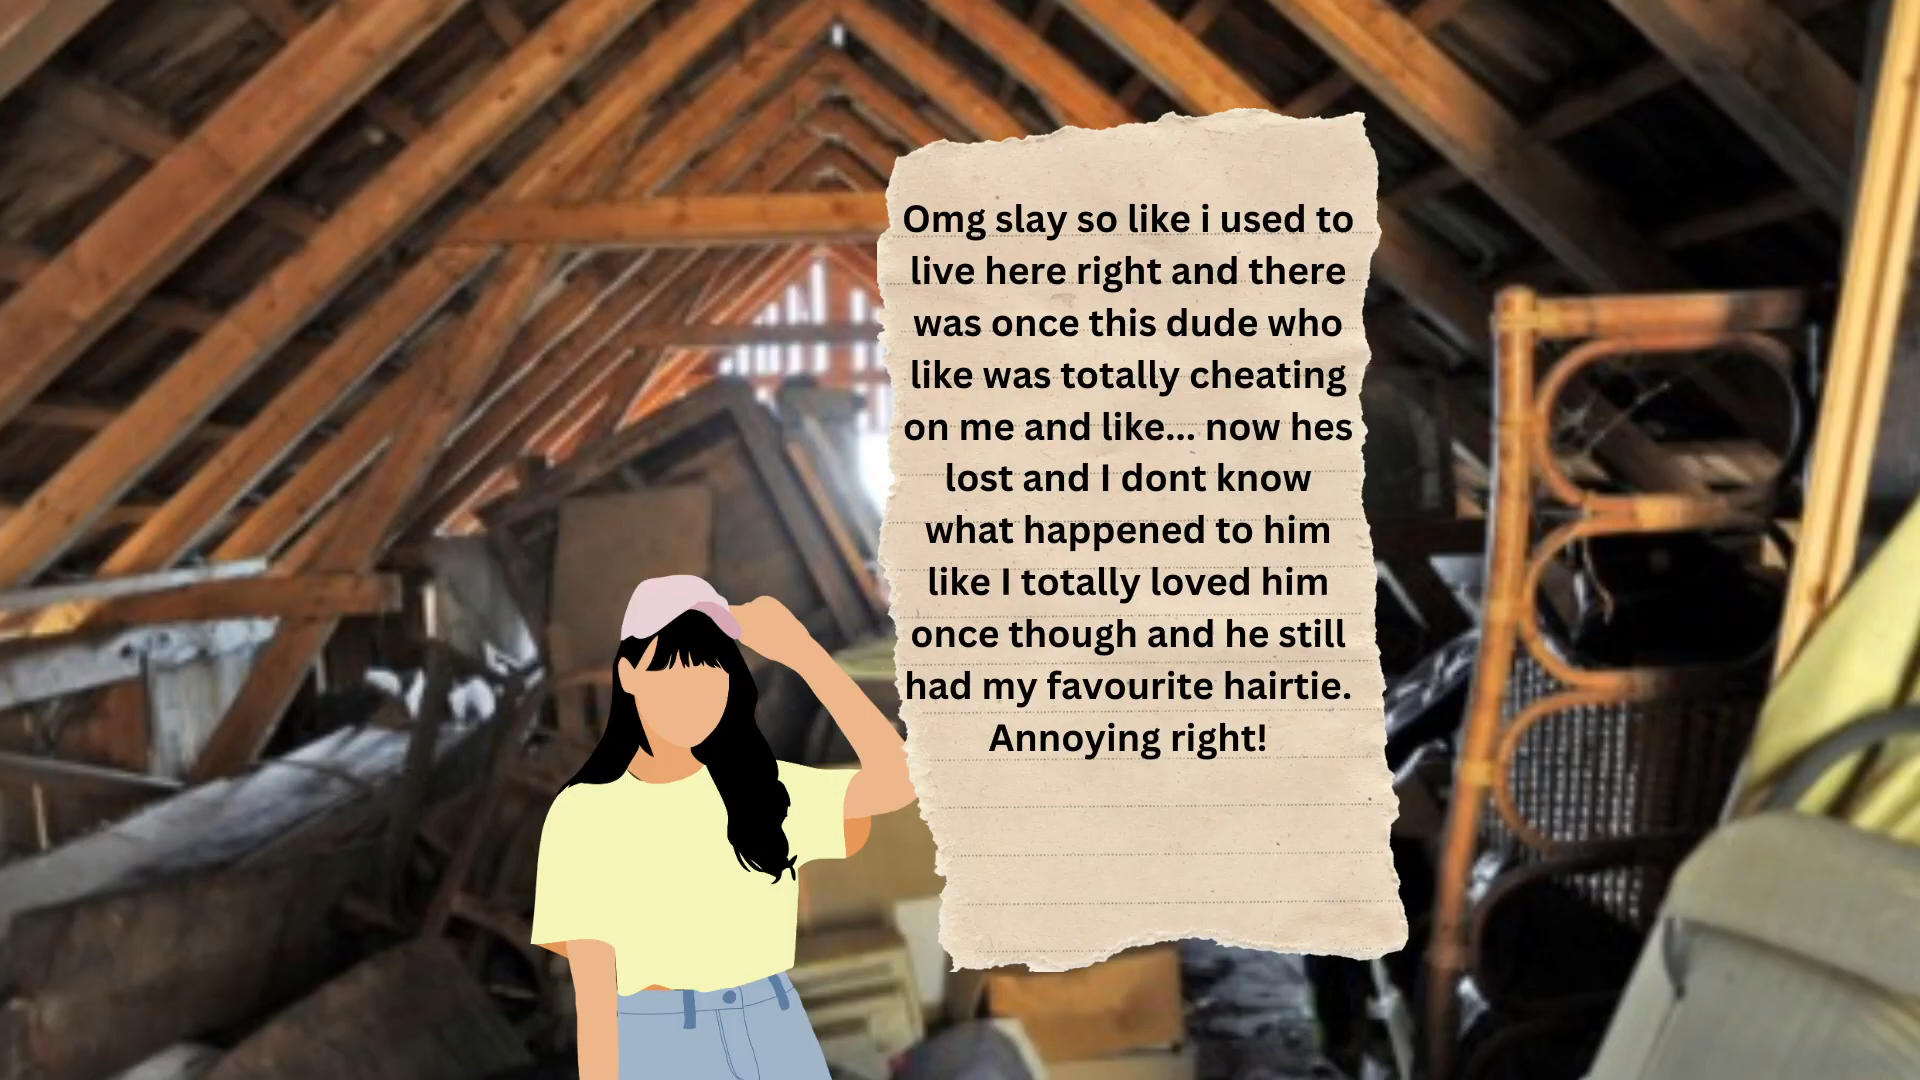 Omg slay so like i used to
live here right and there
was once this dude who
like was totally cheating
on me and like... now hes
lost and I dont know
what happened to him
like I totally loved him
once though and he still
had my favourite hairtie.
Annoying right!